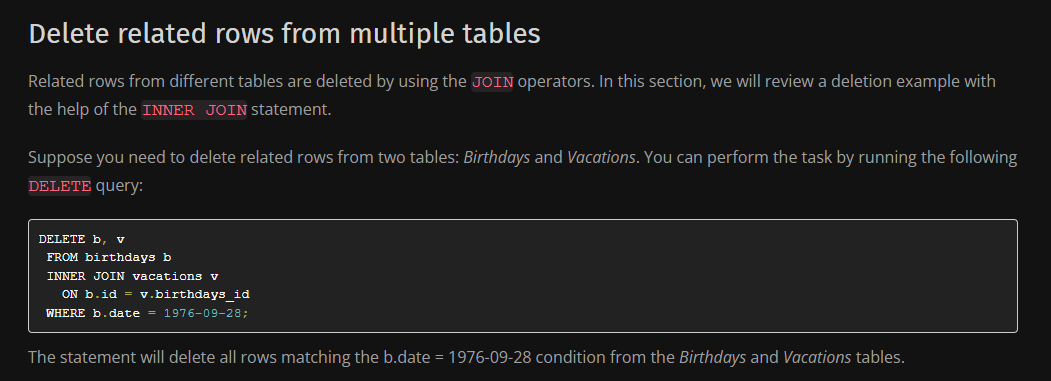 Delete related rows from multiple tables
Related rows from different tables are deleted by using the JOIN operators. In this section, we will review a deletion example with
the help of the INNER JOIN statement.
Suppose you need to delete related rows from two tables: Birthdays and Vacations. You can perform the task by running the following
DELETE query:
DELETE b, v
FROM birthdays b
INNER JOIN vacations v
ON b.id = v.birthdays_id
WHERE b.date = 1976-09-28;
The statement will delete all rows matching the b.date = 1976-09-28 condition from the Birthdays and Vacations tables.